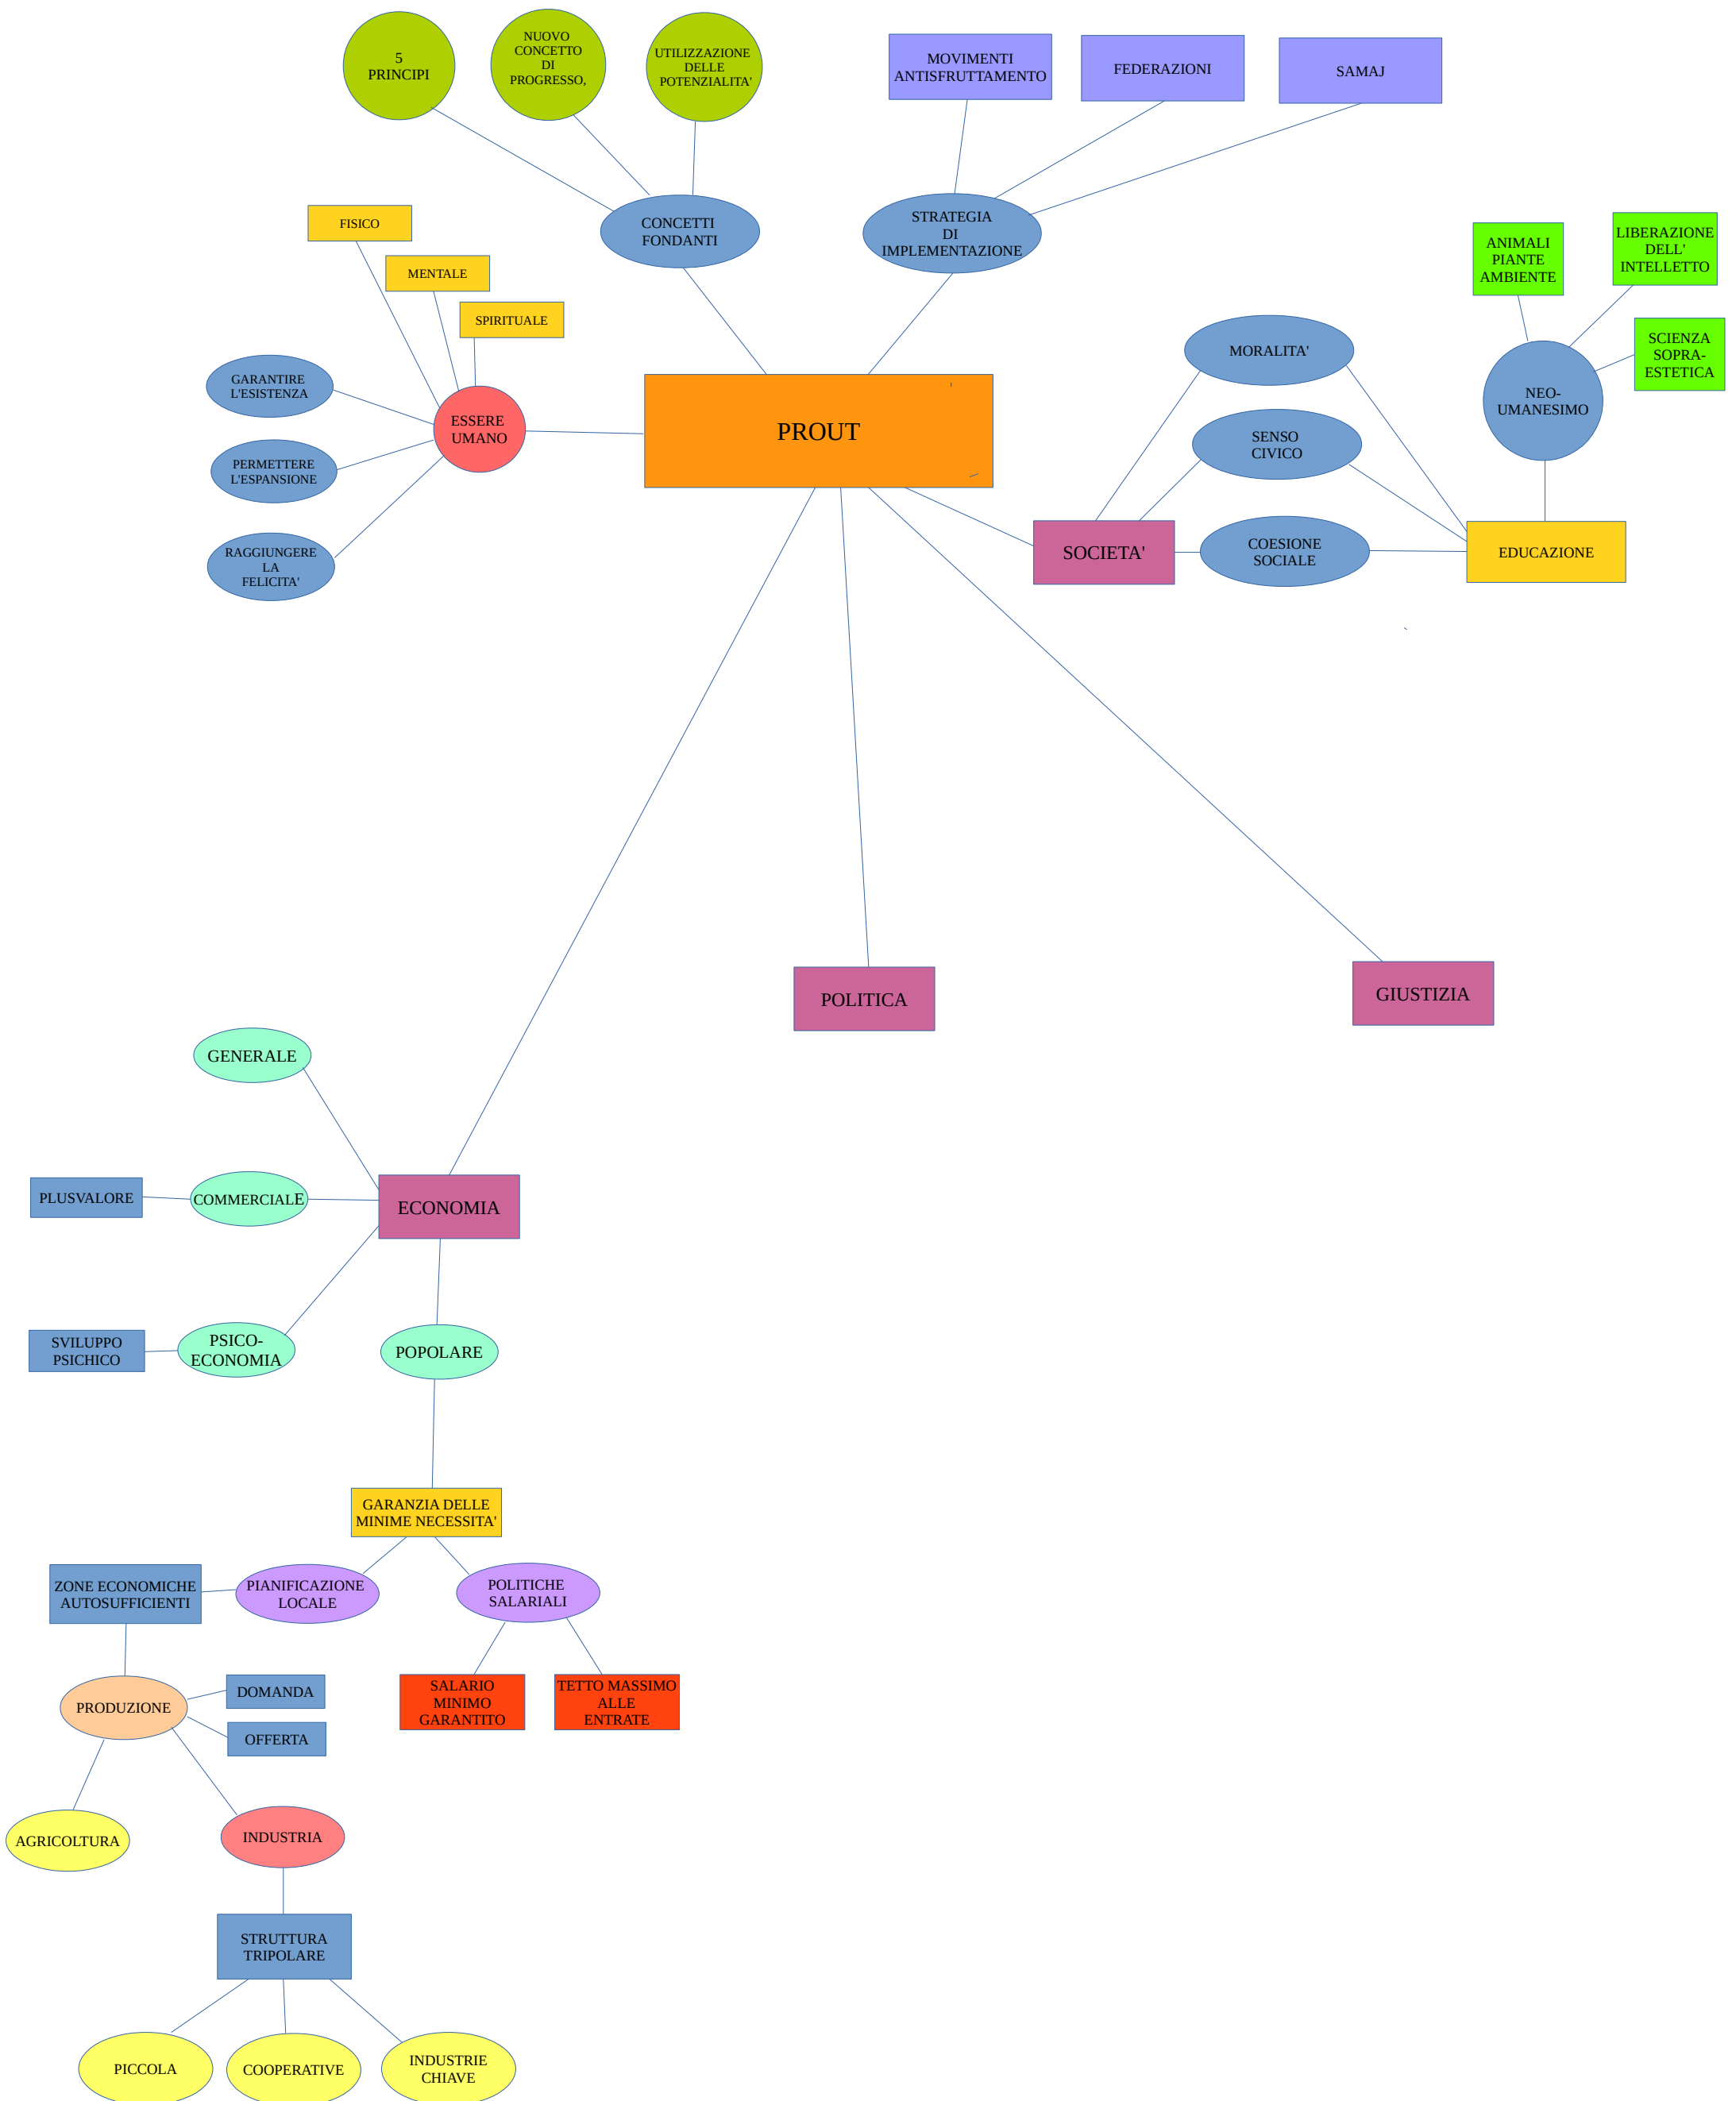 5
PRINCIPI
NUOVO
CONCETTO
DI
PROGRESSO,
UTILIZZAZIONE
DELLE
POTENZIALITA'
MOVIMENTI
ANTISFRUTTAMENTO
FEDERAZIONI
SAMAJ
FISICO
MENTALE
SPIRITUALE
CONCETTI
FONDANTI
STRATEGIA
DI
IMPLEMENTAZIONE
ANIMALI
PIANTE
AMBIENTE
LIBERAZIONE
DELL'
INTELLETTO
SCIENZA
SOPRA-
ESTETICA
GARANTIRE
L'ESISTENZA
PERMETTERE
L'ESPANSIONE
RAGGIUNGERE
LA
FELICITA'
ESSERE
UMANO
PROUT
MORALITA'
SENSO
CIVICO
COESIONE
SOCIALE
NEO-
UMANESIMO
SOCIETA'
EDUCAZIONE
POLITICA
GIUSTIZIA
GENERALE
PLUSVALORE
COMMERCIALE
ECONOMIA
SVILUPPO
PSICHICO
PSICO-
ECONOMIA
POPOLARE
GARANZIA DELLE
MINIME NECESSITA'
ZONE ECONOMICHE
AUTOSUFFICIENTI
PIANIFICAZIONE
LOCALE
POLITICHE
SALARIALI
SALARIO
MINIMO
GARANTITO
TETTO MASSIMO
ALLE
ENTRATE
PRODUZIONE
DOMANDA
OFFERTA
AGRICOLTURA
INDUSTRIA
STRUTTURA
TRIPOLARE
PICCOLA
COOPERATIVE
INDUSTRIE
CHIAVE